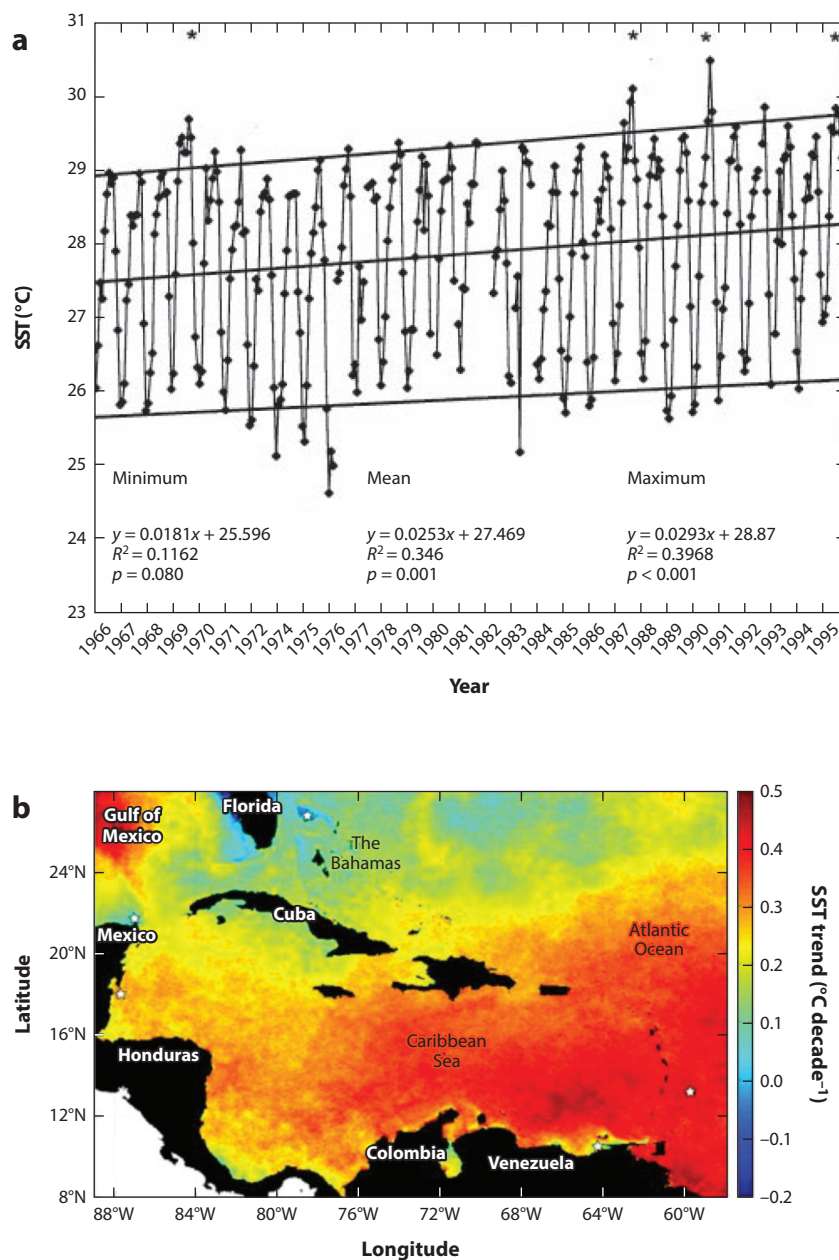 a
31
30
29
28
27
26
25
24
23
SST (°C)
* * * *
Minimum Mean Maximum
y = 0.0181x + 25.596 y = 0.0253x + 27.469 y = 0.0293x + 28.87
R² = 0.1162 R² = 0.346 R² = 0.3968
p = 0.080 p = 0.001 p < 0.001
1966 1967 1968 1969 1970 1971 1972 1974 1975 1976 1977 1978 1979 1980 1981 1982 1983 1984 1985 1986 1987 1988 1989 1990 1991 1992 1993 1994 1995
Year
b
Gulf of
Mexico
Florida
The
Bahamas
Cuba
Mexico
Atlantic
Ocean
Honduras
Caribbean
Sea
Colombia
Venezuela
24°N
20°N
16°N
12°N
8°N
Latitude
88°W 84°W 80°W 76°W 72°W 68°W 64°W 60°W
Longitude
0.5
0.4
0.3
0.2
0.1
0.0
–0.1
–0.2
SST trend (°C decade⁻¹)